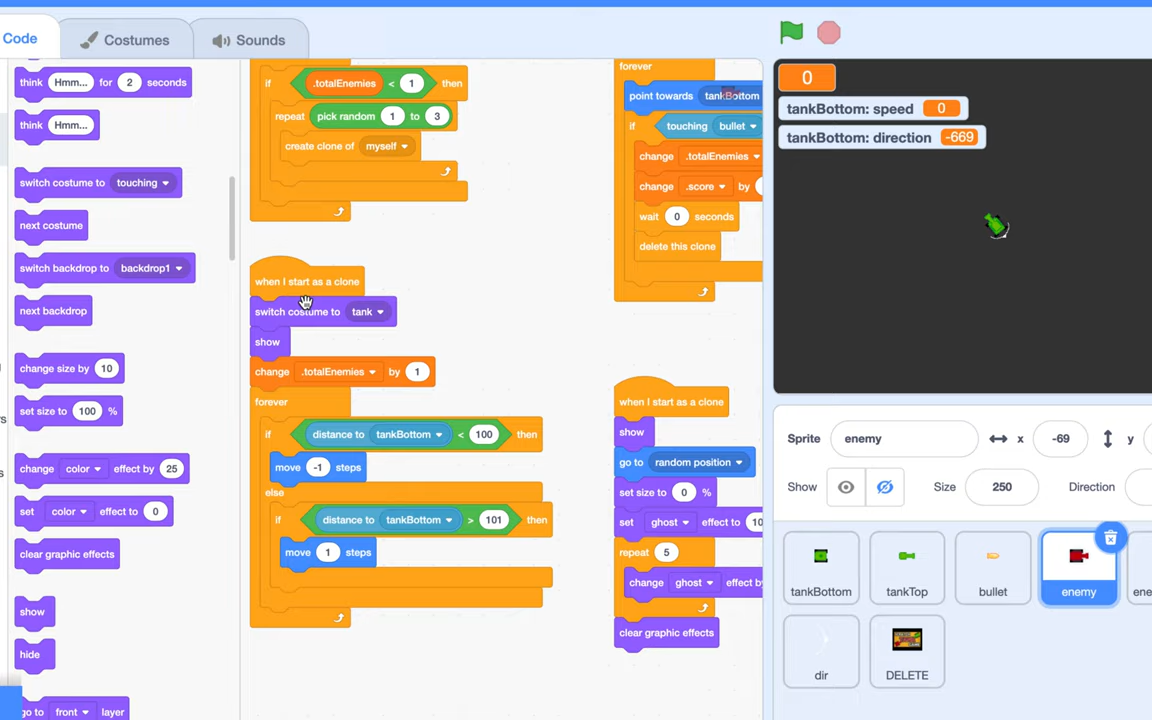 Code
Costumes
Sounds
think Hmm... for 2 seconds
think Hmm...
switch costume to touching
next costume
switch backdrop to backdrop1
next backdrop
change size by 10
set size to 100 %
change color effect by 25
set color effect to 0
clear graphic effects
show
hide
go to front layer
if .totalEnemies < 1 then
repeat pick random 1 to 3
create clone of myself
when I start as a clone
switch costume to tank
show
change .totalEnemies by 1
forever
if distance to tankBottom < 100 then
move -1 steps
else
if distance to tankBottom > 101 then
move 1 steps
forever
point towards tankBottom
if touching bullet
change .totalEnemies
change .score by
wait 0 seconds
delete this clone
when I start as a clone
show
go to random position
set size to 0 %
set ghost effect to 10
repeat 5
change ghost effect by
clear graphic effects
0
tankBottom: speed 0
tankBottom: direction -669
Sprite enemy x -69 y
Show Size 250 Direction
tankBottom
tankTop
bullet
enemy
ene
dir
DELETE